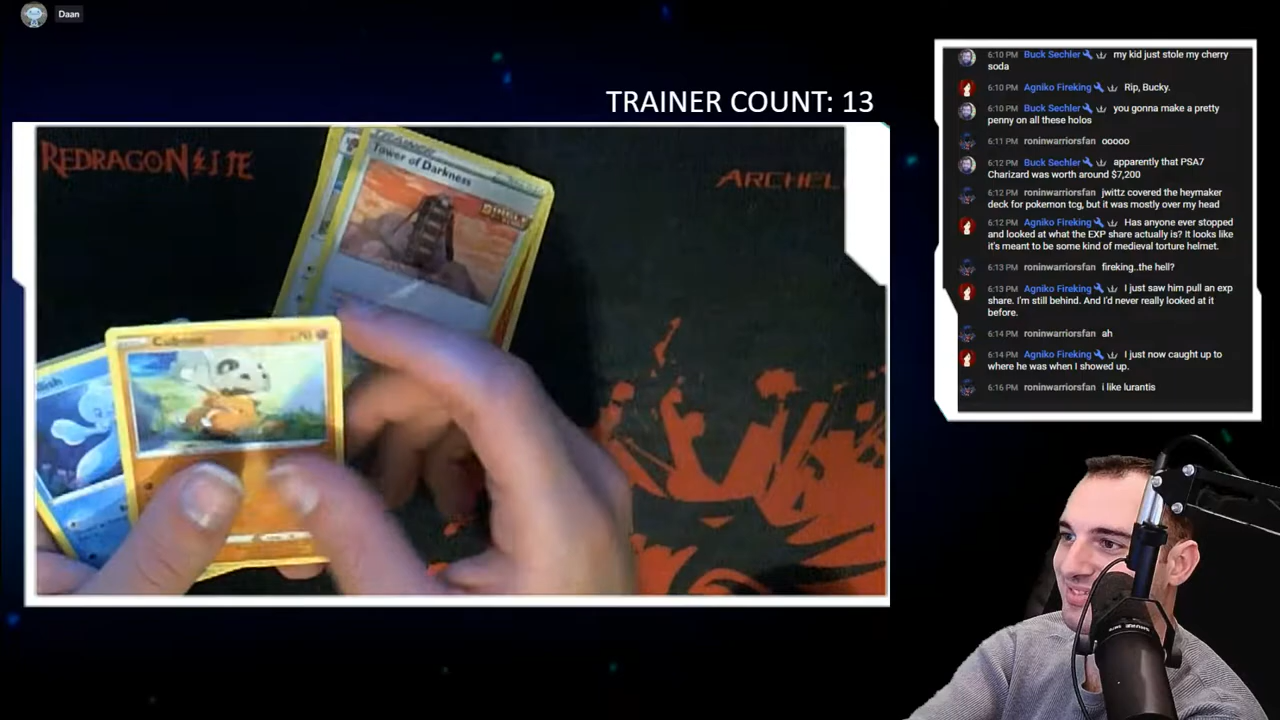 Daan
TRAINER COUNT: 13
REDRAGON
ARCHE
TRAINER
Tower of Darkness
SINGLE
Cubone
6:10 PM Buck Sechler my kid just stole my cherry
soda
6:10 PM Agniko Fireking Rip, Bucky.
6:10 PM Buck Sechler you gonna make a pretty
penny on all these holos
6:11 PM roninwarriorsfan ooooo
6:12 PM Buck Sechler apparently that PSA7
Charizard was worth around $7,200
6:12 PM roninwarriorsfan jwittz covered the heymaker
deck for pokemon tcg, but it was mostly over my head
6:12 PM Agniko Fireking Has anyone ever stopped
and looked at what the EXP share actually is? It looks like
it's meant to be some kind of medieval torture helmet.
6:13 PM roninwarriorsfan fireking..the hell?
6:13 PM Agniko Fireking I just saw him pull an exp
share. I'm still behind. And I'd never really looked at it
before.
6:14 PM roninwarriorsfan ah
6:14 PM Agniko Fireking I just now caught up to
where he was when I showed up.
6:16 PM roninwarriorsfan i like lurantis